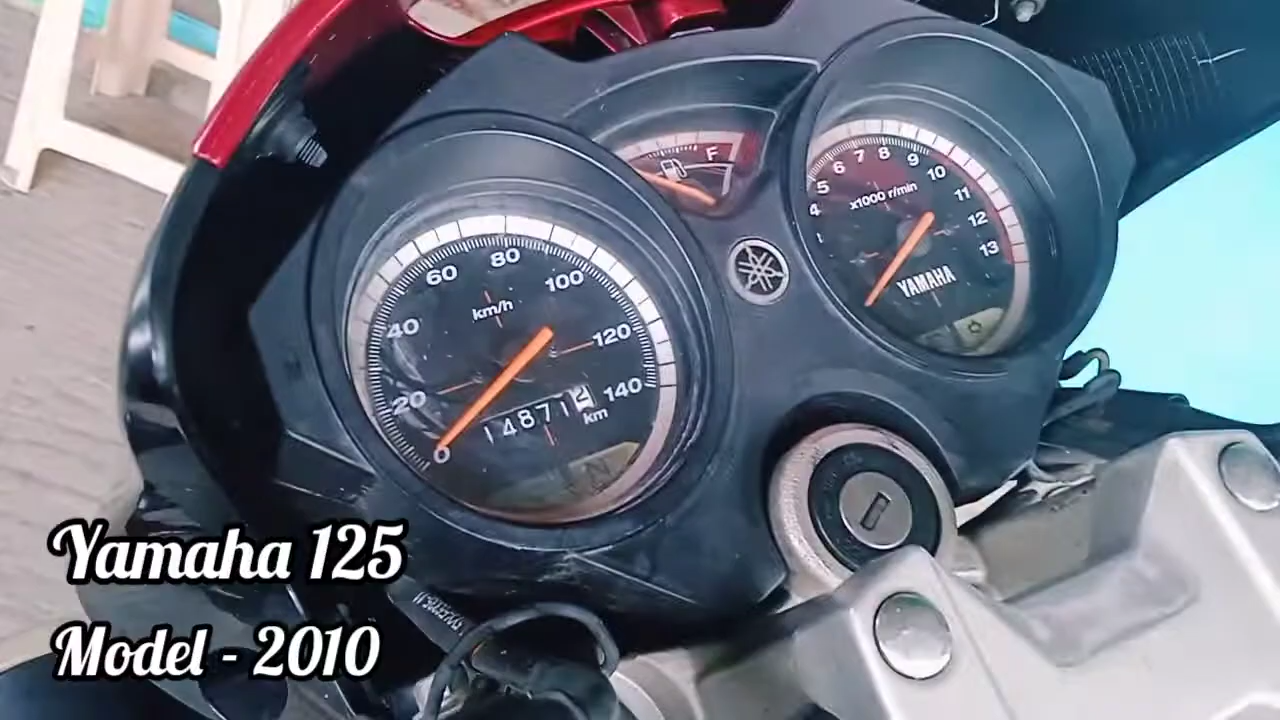 F
4 5 6 7 8 9 10 11 12 13
x1000 r/min
YAMAHA
0 20 40 60 80 100 120 140
km/h
148712
km
N
Yamaha 125
Model - 2010